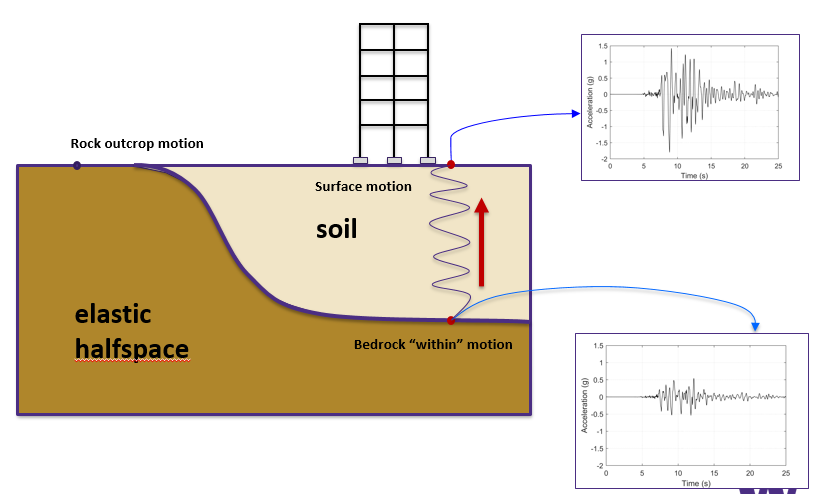 Rock outcrop motion
Surface motion
soil
elastic
halfspace
Bedrock “within” motion
1.5
1
0.5
0
-0.5
-1
-1.5
-2
Acceleration (g)
0 5 10 15 20 25
Time (s)
1.5
1
0.5
0
-0.5
-1
-1.5
-2
Acceleration (g)
0 5 10 15 20 25
Time (s)